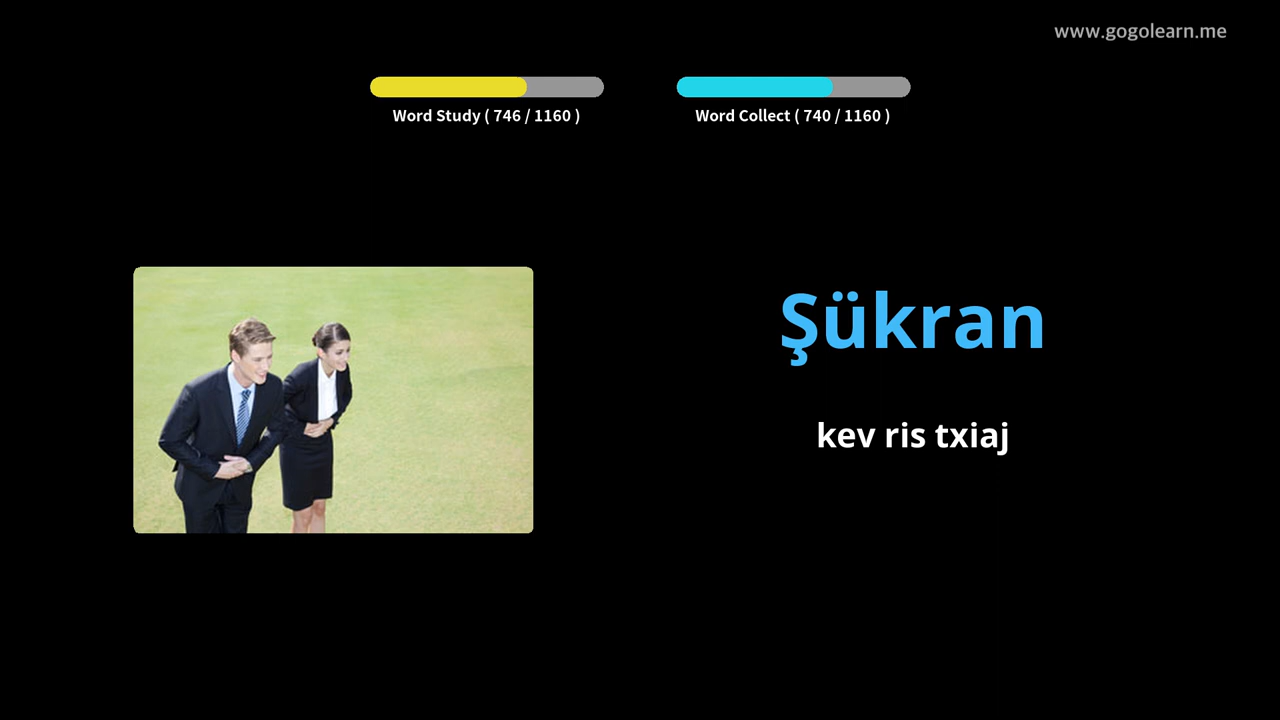 www.gogolearn.me
Word Study ( 746 / 1160 )
Word Collect ( 740 / 1160 )
Şükran
kev ris txiaj